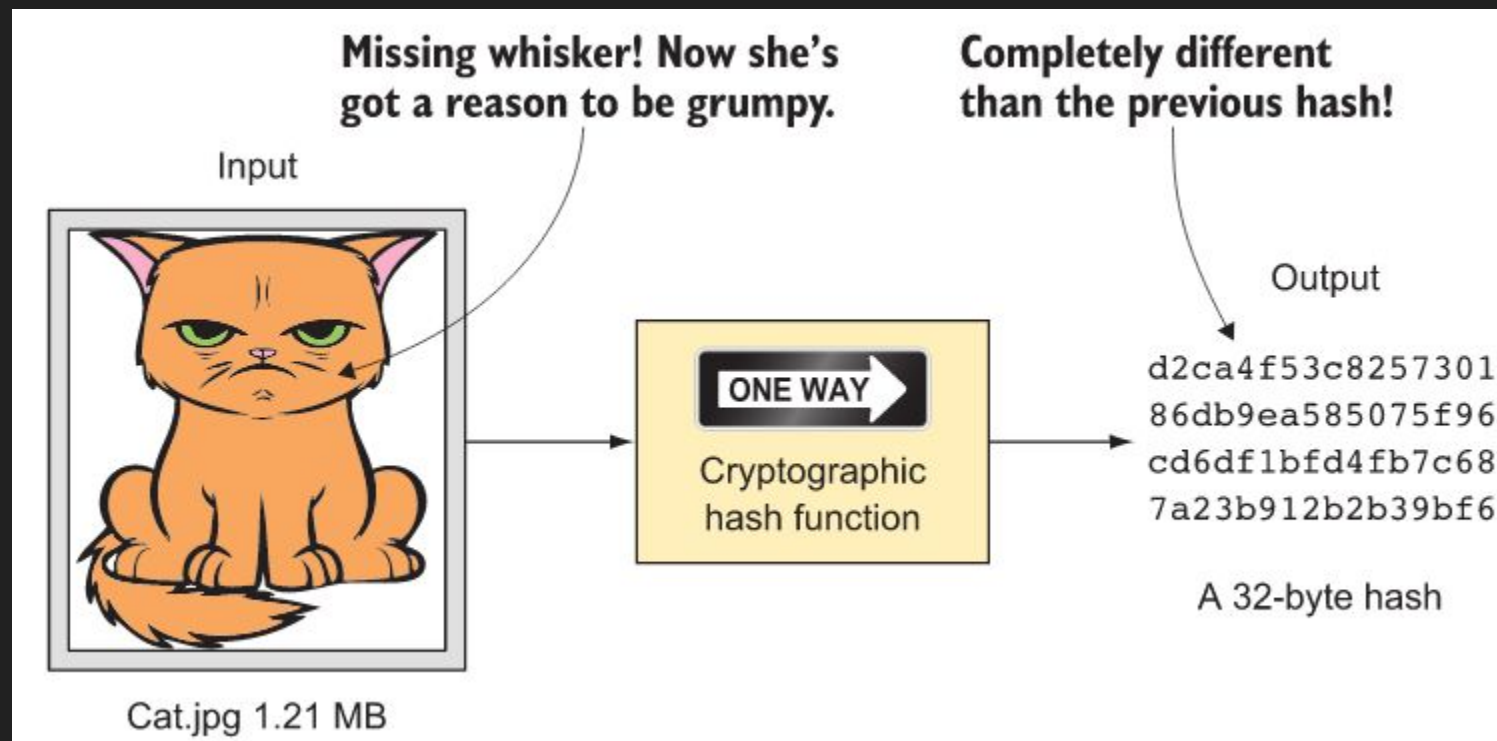 Missing whisker! Now she's
got a reason to be grumpy.
Completely different
than the previous hash!
Input
Output
ONE WAY
Cryptographic
hash function
d2ca4f53c8257301
86db9ea585075f96
cd6df1bfd4fb7c68
7a23b912b2b39bf6
A 32-byte hash
Cat.jpg 1.21 MB